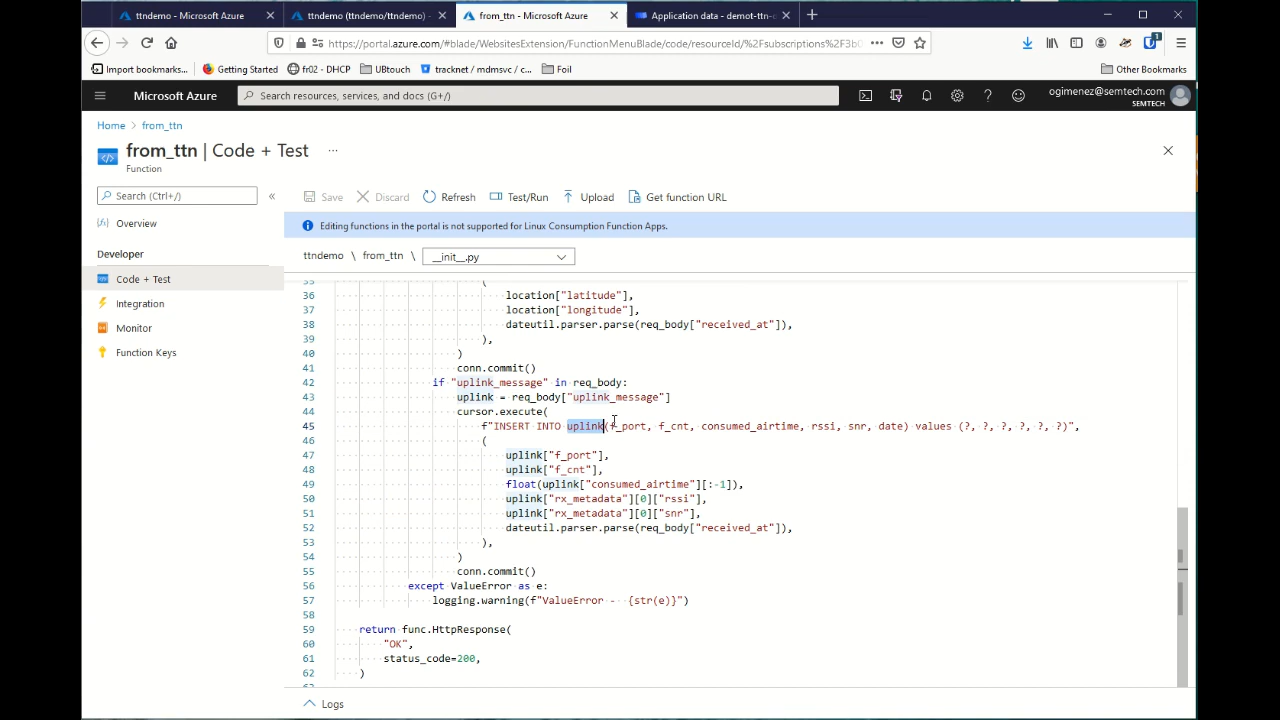 ttndemo - Microsoft Azure
ttndemo (ttndemo/ttndemo) -
from_ttn - Microsoft Azure
Application data - demot-ttn-
https://portal.azure.com/#blade/WebsitesExtension/FunctionMenuBlade/code/resourceId/%2Fsubscriptions%2F3b
Import bookmarks...
Getting Started
fr02 - DHCP
UBtouch
tracknet / mdmsvc / c...
Foil
Other Bookmarks
Microsoft Azure
Search resources, services, and docs (G+/)
ogimenez@semtech.com
SEMTECH
Home > from_ttn
from_ttn | Code + Test ...
Function
Search (Ctrl+/)
«
Save
Discard
Refresh
Test/Run
Upload
Get function URL
Overview
Editing functions in the portal is not supported for Linux Consumption Function Apps.
Developer
Code + Test
Integration
Monitor
Function Keys
ttndemo \ from_ttn \ __init__.py
35 (
36 location["latitude"],
37 location["longitude"],
38 dateutil.parser.parse(req_body["received_at"]),
39 ),
40 )
41 conn.commit()
42 if "uplink_message" in req_body:
43 uplink = req_body["uplink_message"]
44 cursor.execute(
45 f"INSERT INTO uplink(f_port, f_cnt, consumed_airtime, rssi, snr, date) values (?, ?, ?, ?, ?, ?)",
46 (
47 uplink["f_port"],
48 uplink["f_cnt"],
49 float(uplink["consumed_airtime"][:-1]),
50 uplink["rx_metadata"][0]["rssi"],
51 uplink["rx_metadata"][0]["snr"],
52 dateutil.parser.parse(req_body["received_at"]),
53 ),
54 )
55 conn.commit()
56 except ValueError as e:
57 logging.warning(f"ValueError - {str(e)}")
58
59 return func.HttpResponse(
60 "OK",
61 status_code=200,
62 )
Logs